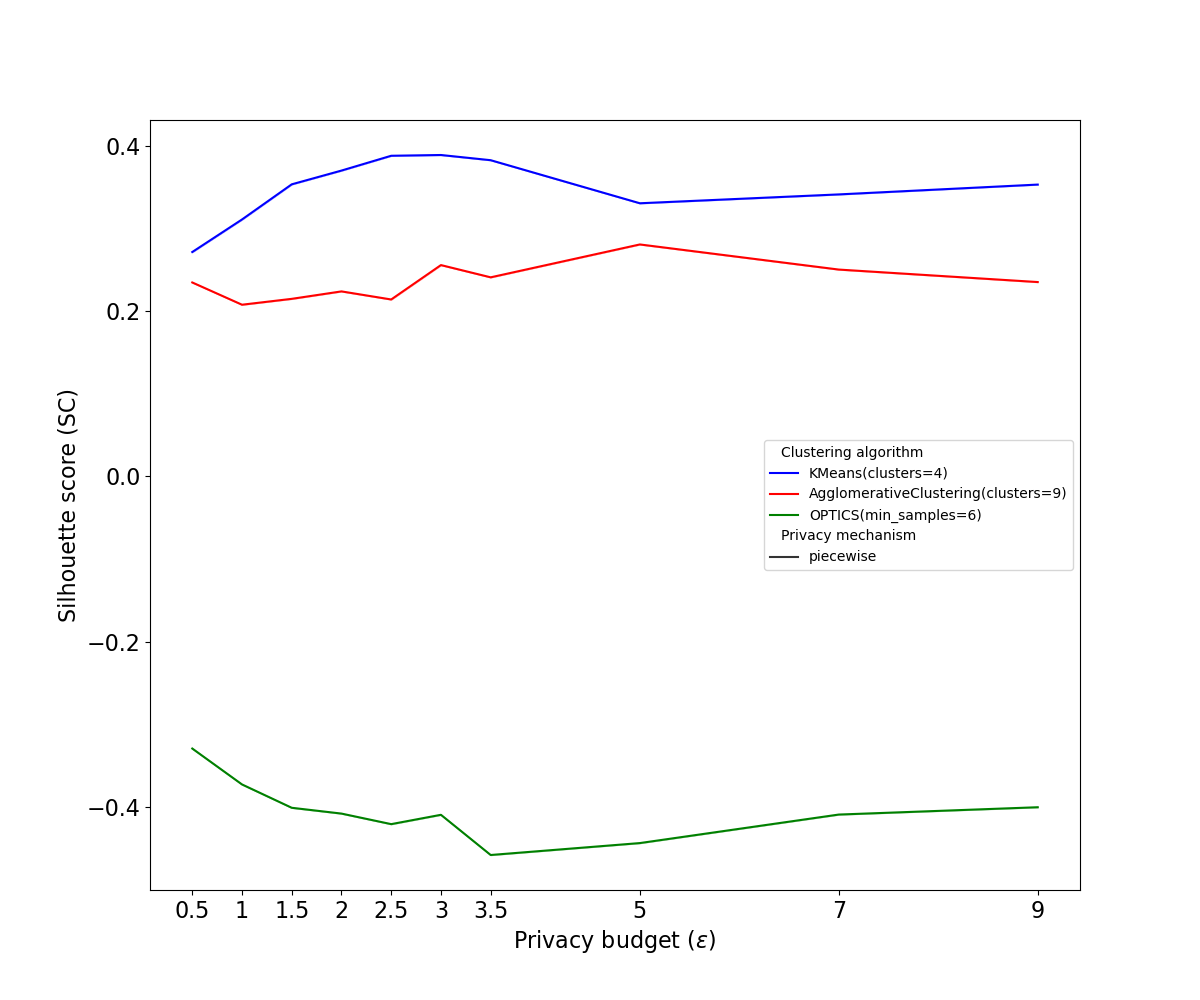 0.4
0.2
0.0
−0.2
−0.4
Silhouette score (SC)
Clustering algorithm
KMeans(clusters=4)
AgglomerativeClustering(clusters=9)
OPTICS(min_samples=6)
Privacy mechanism
piecewise
0.5 1 1.5 2 2.5 3 3.5 5 7 9
Privacy budget (ε)